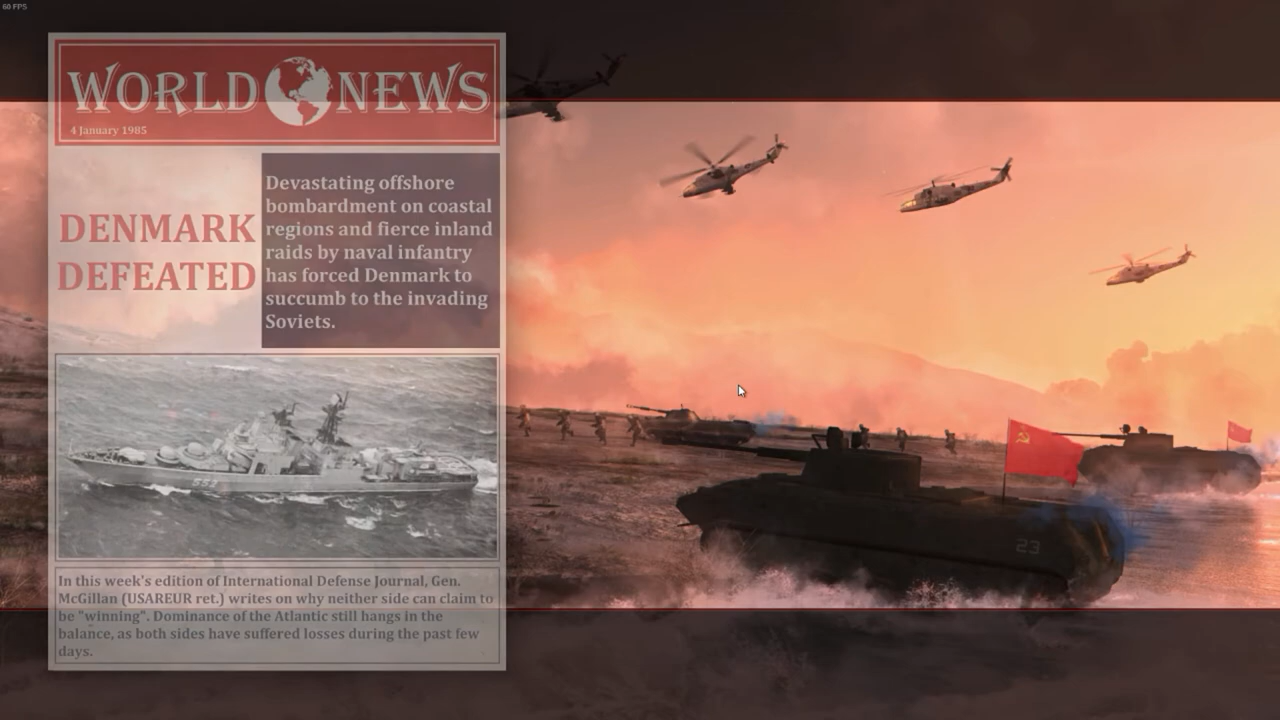 60 FPS
WORLD NEWS
4 January 1985
DENMARK
DEFEATED
Devastating offshore
bombardment on coastal
regions and fierce inland
raids by naval infantry
has forced Denmark to
succumb to the invading
Soviets.
553
In this week's edition of International Defense Journal, Gen.
McGillan (USAREUR ret.) writes on why neither side can claim to
be "winning". Dominance of the Atlantic still hangs in the
balance, as both sides have suffered losses during the past few
days.
23